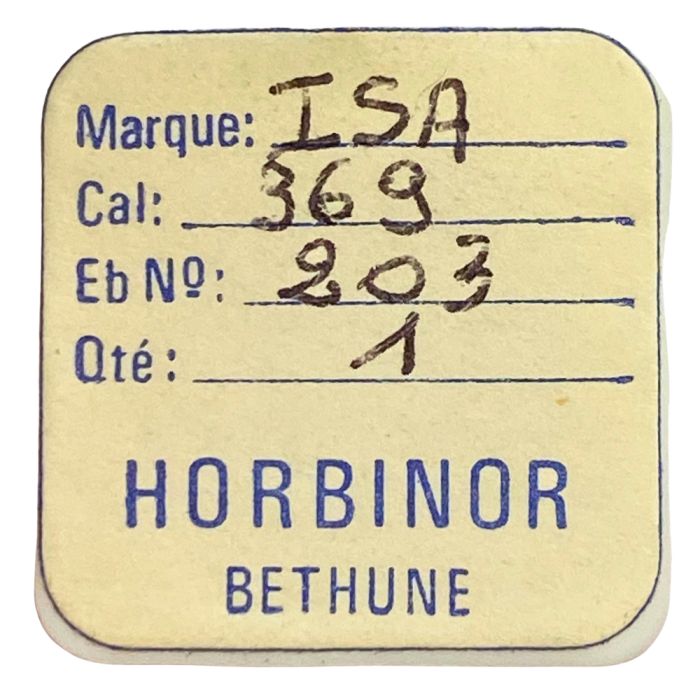 Marque: ISA
Cal: 369
Eb Nº: 203
Qté: 1
HORBINOR
BETHUNE